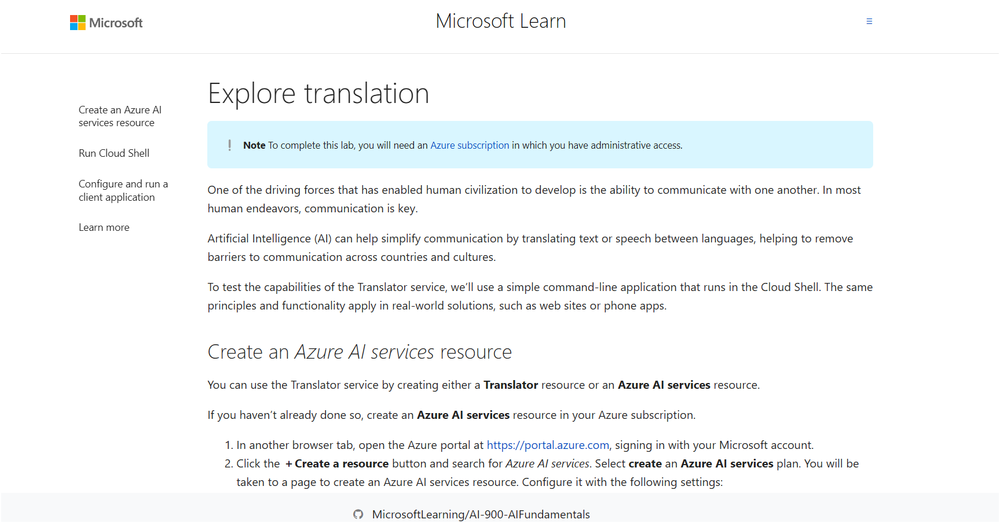 Microsoft
Microsoft Learn
Create an Azure AI
services resource
Run Cloud Shell
Configure and run a
client application
Learn more
Explore translation
Note To complete this lab, you will need an Azure subscription in which you have administrative access.
One of the driving forces that has enabled human civilization to develop is the ability to communicate with one another. In most
human endeavors, communication is key.
Artificial Intelligence (AI) can help simplify communication by translating text or speech between languages, helping to remove
barriers to communication across countries and cultures.
To test the capabilities of the Translator service, we’ll use a simple command-line application that runs in the Cloud Shell. The same
principles and functionality apply in real-world solutions, such as web sites or phone apps.
Create an Azure AI services resource
You can use the Translator service by creating either a Translator resource or an Azure AI services resource.
If you haven’t already done so, create an Azure AI services resource in your Azure subscription.
1. In another browser tab, open the Azure portal at https://portal.azure.com, signing in with your Microsoft account.
2. Click the +Create a resource button and search for Azure AI services. Select create an Azure AI services plan. You will be
taken to a page to create an Azure AI services resource. Configure it with the following settings:
MicrosoftLearning/AI-900-AIFundamentals